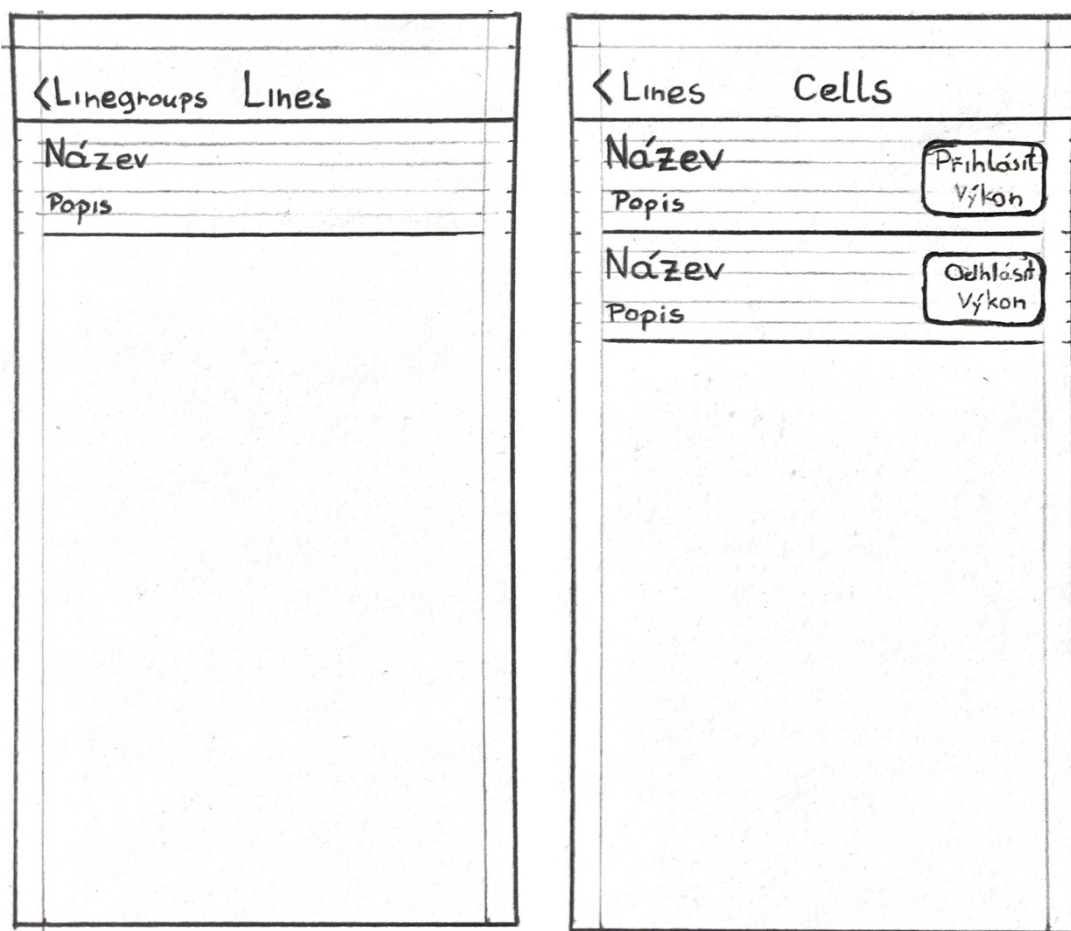 <Linegroups Lines
Název
Popis
<Lines Cells
Název
Popis
Přihlásit
Výkon
Název
Popis
Odhlásit
Výkon